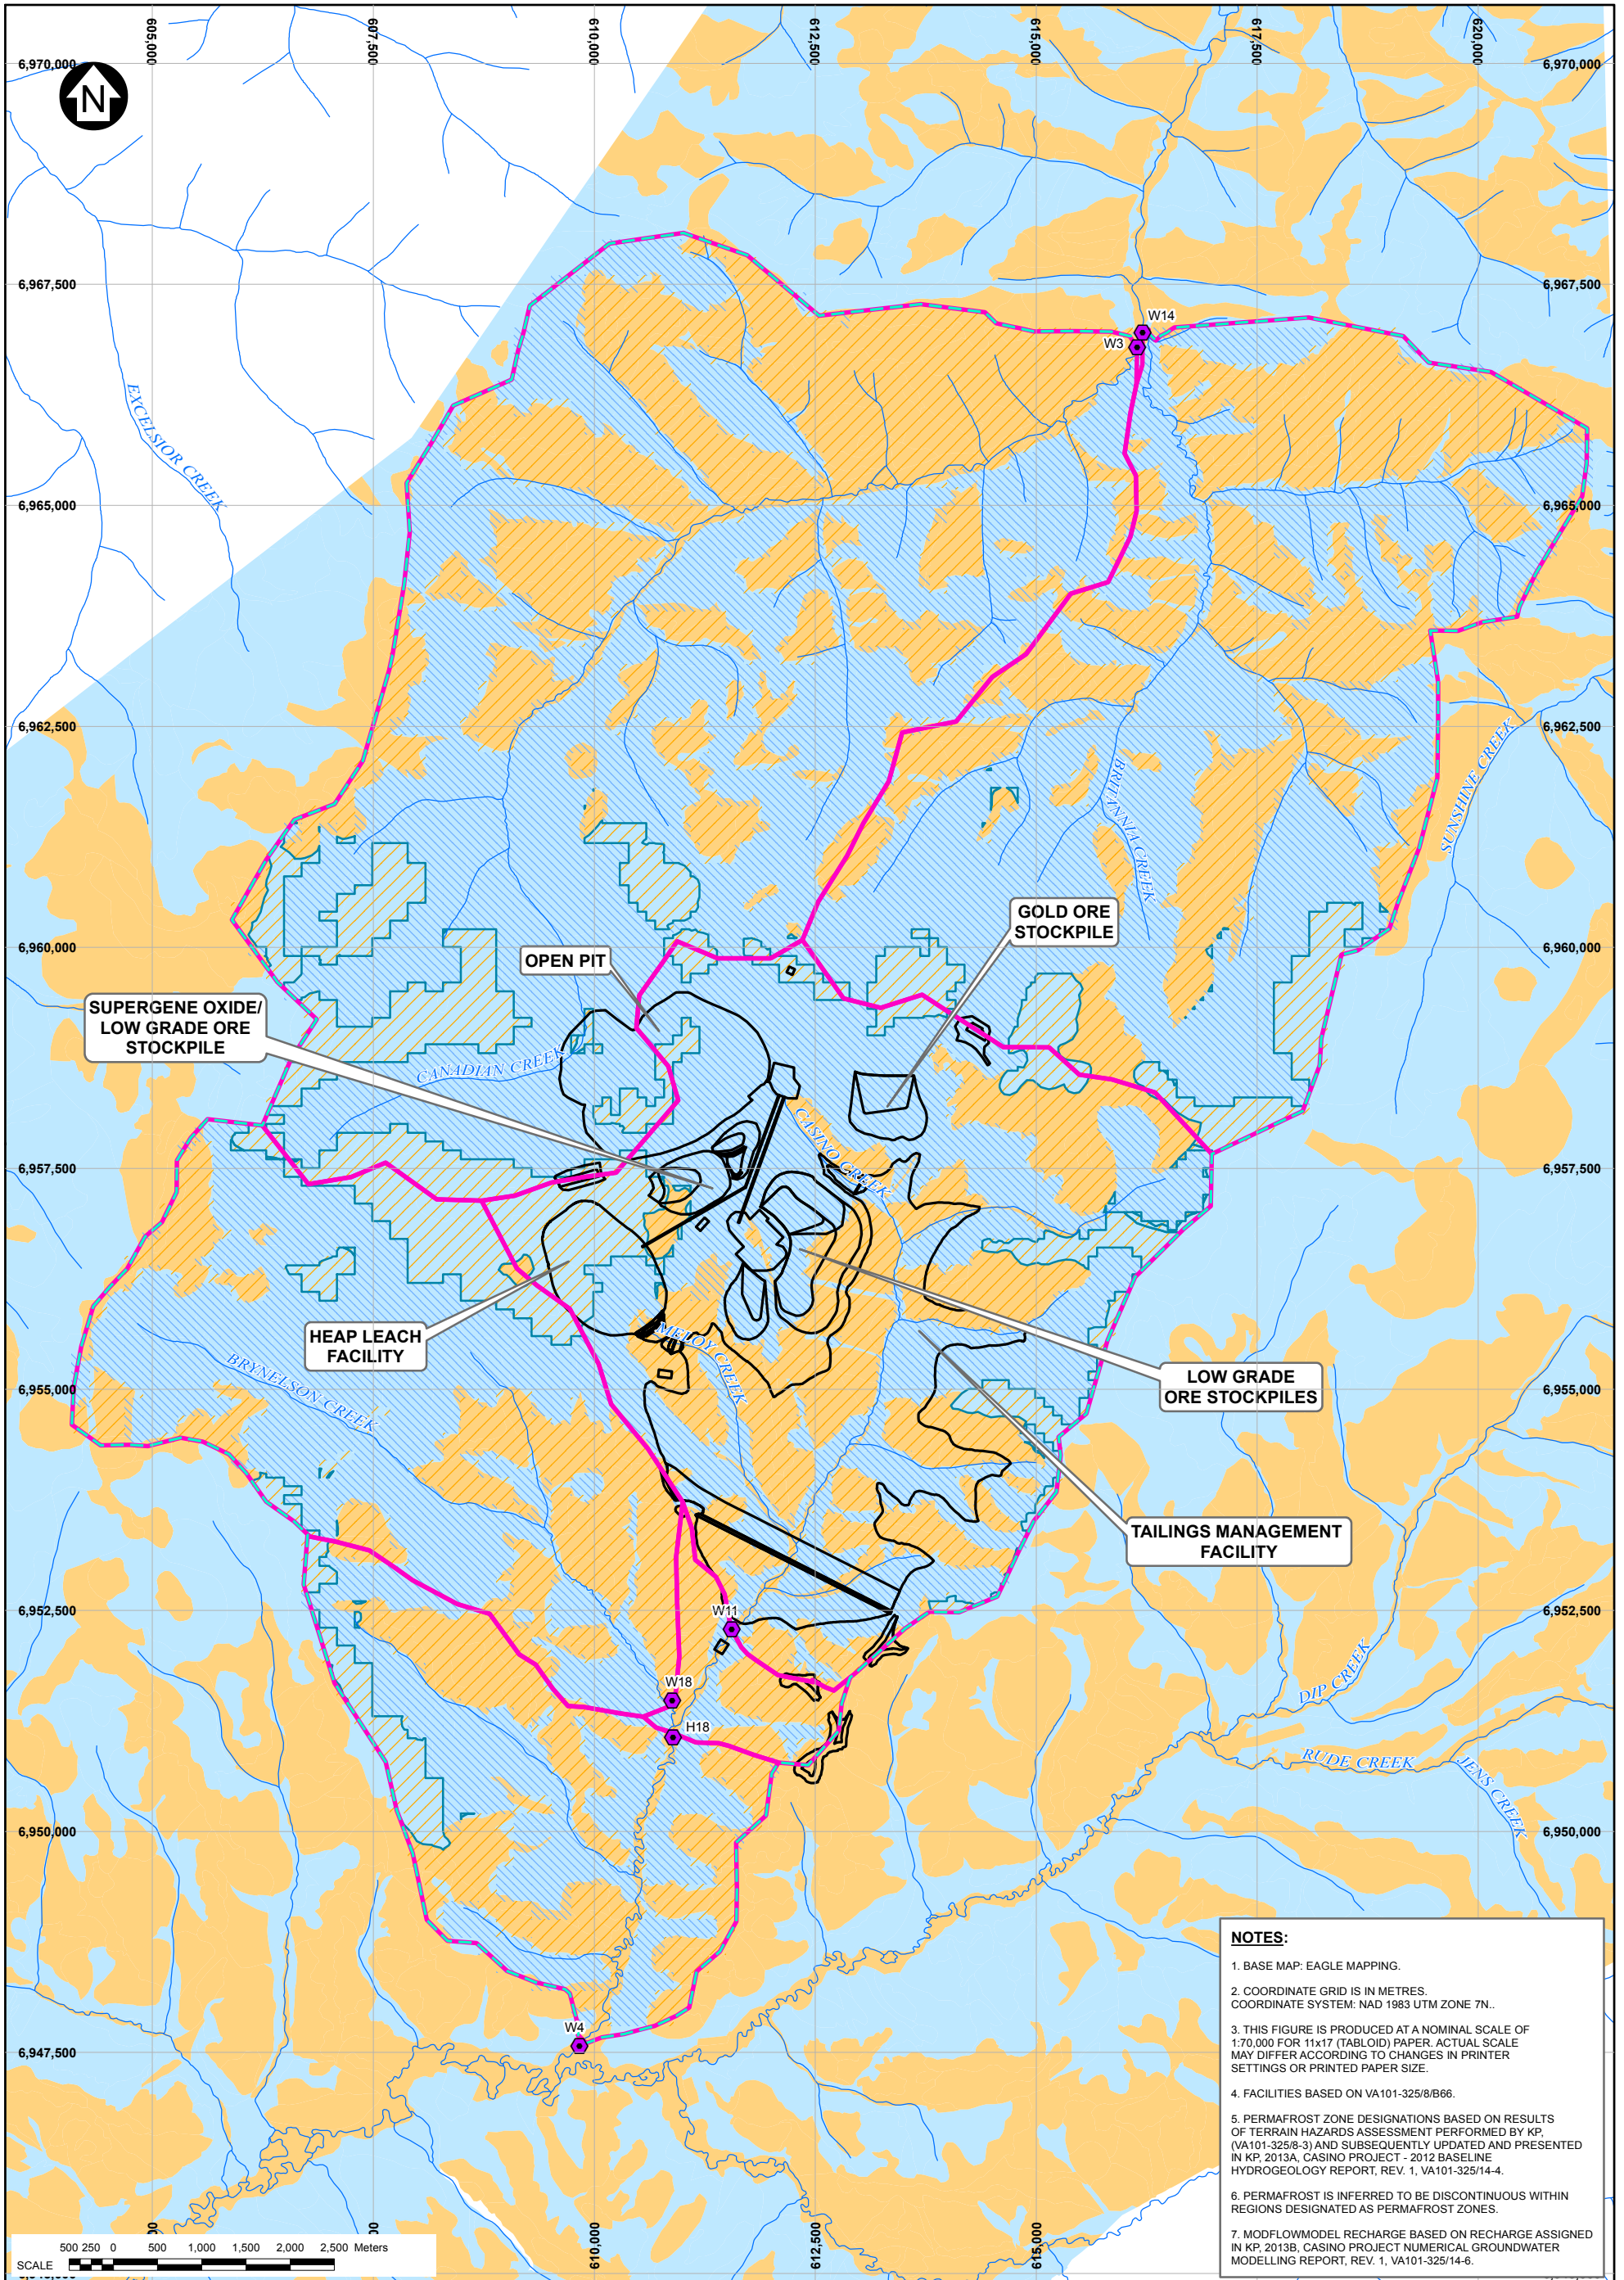 605,000
607,500
610,000
612,500
615,000
617,500
620,000
6,970,000
6,970,000
N
6,967,500
6,967,500
W14
W3
EXCELSIOR CREEK
6,965,000
6,965,000
6,962,500
6,962,500
BRITANNIA CREEK
SUNSHINE CREEK
GOLD ORE
STOCKPILE
6,960,000
6,960,000
OPEN PIT
SUPERGENE OXIDE/
LOW GRADE ORE
STOCKPILE
CANADIAN CREEK
CASINO CREEK
6,957,500
6,957,500
HEAP LEACH
FACILITY
MELOY CREEK
BRYNELSON CREEK
LOW GRADE
ORE STOCKPILES
6,955,000
6,955,000
TAILINGS MANAGEMENT
FACILITY
6,952,500
6,952,500
W11
W18
H18
DIP CREEK
RUDE CREEK
JENS CREEK
6,950,000
6,950,000
W4
6,947,500
NOTES:
1. BASE MAP: EAGLE MAPPING.
2. COORDINATE GRID IS IN METRES.
COORDINATE SYSTEM: NAD 1983 UTM ZONE 7N..
3. THIS FIGURE IS PRODUCED AT A NOMINAL SCALE OF
1:70,000 FOR 11x17 (TABLOID) PAPER. ACTUAL SCALE
MAY DIFFER ACCORDING TO CHANGES IN PRINTER
SETTINGS OR PRINTED PAPER SIZE.
4. FACILITIES BASED ON VA101-325/8/B66.
5. PERMAFROST ZONE DESIGNATIONS BASED ON RESULTS
OF TERRAIN HAZARDS ASSESSMENT PERFORMED BY KP,
(VA101-325/8-3) AND SUBSEQUENTLY UPDATED AND PRESENTED
IN KP, 2013A, CASINO PROJECT - 2012 BASELINE
HYDROGEOLOGY REPORT, REV. 1, VA101-325/14-4.
6. PERMAFROST IS INFERRED TO BE DISCONTINUOUS WITHIN
REGIONS DESIGNATED AS PERMAFROST ZONES.
7. MODFLOWMODEL RECHARGE BASED ON RECHARGE ASSIGNED
IN KP, 2013B, CASINO PROJECT NUMERICAL GROUNDWATER
MODELLING REPORT, REV. 1, VA101-325/14-6.
610,000
612,500
615,000
500 250 0 500 1,000 1,500 2,000 2,500 Meters
SCALE